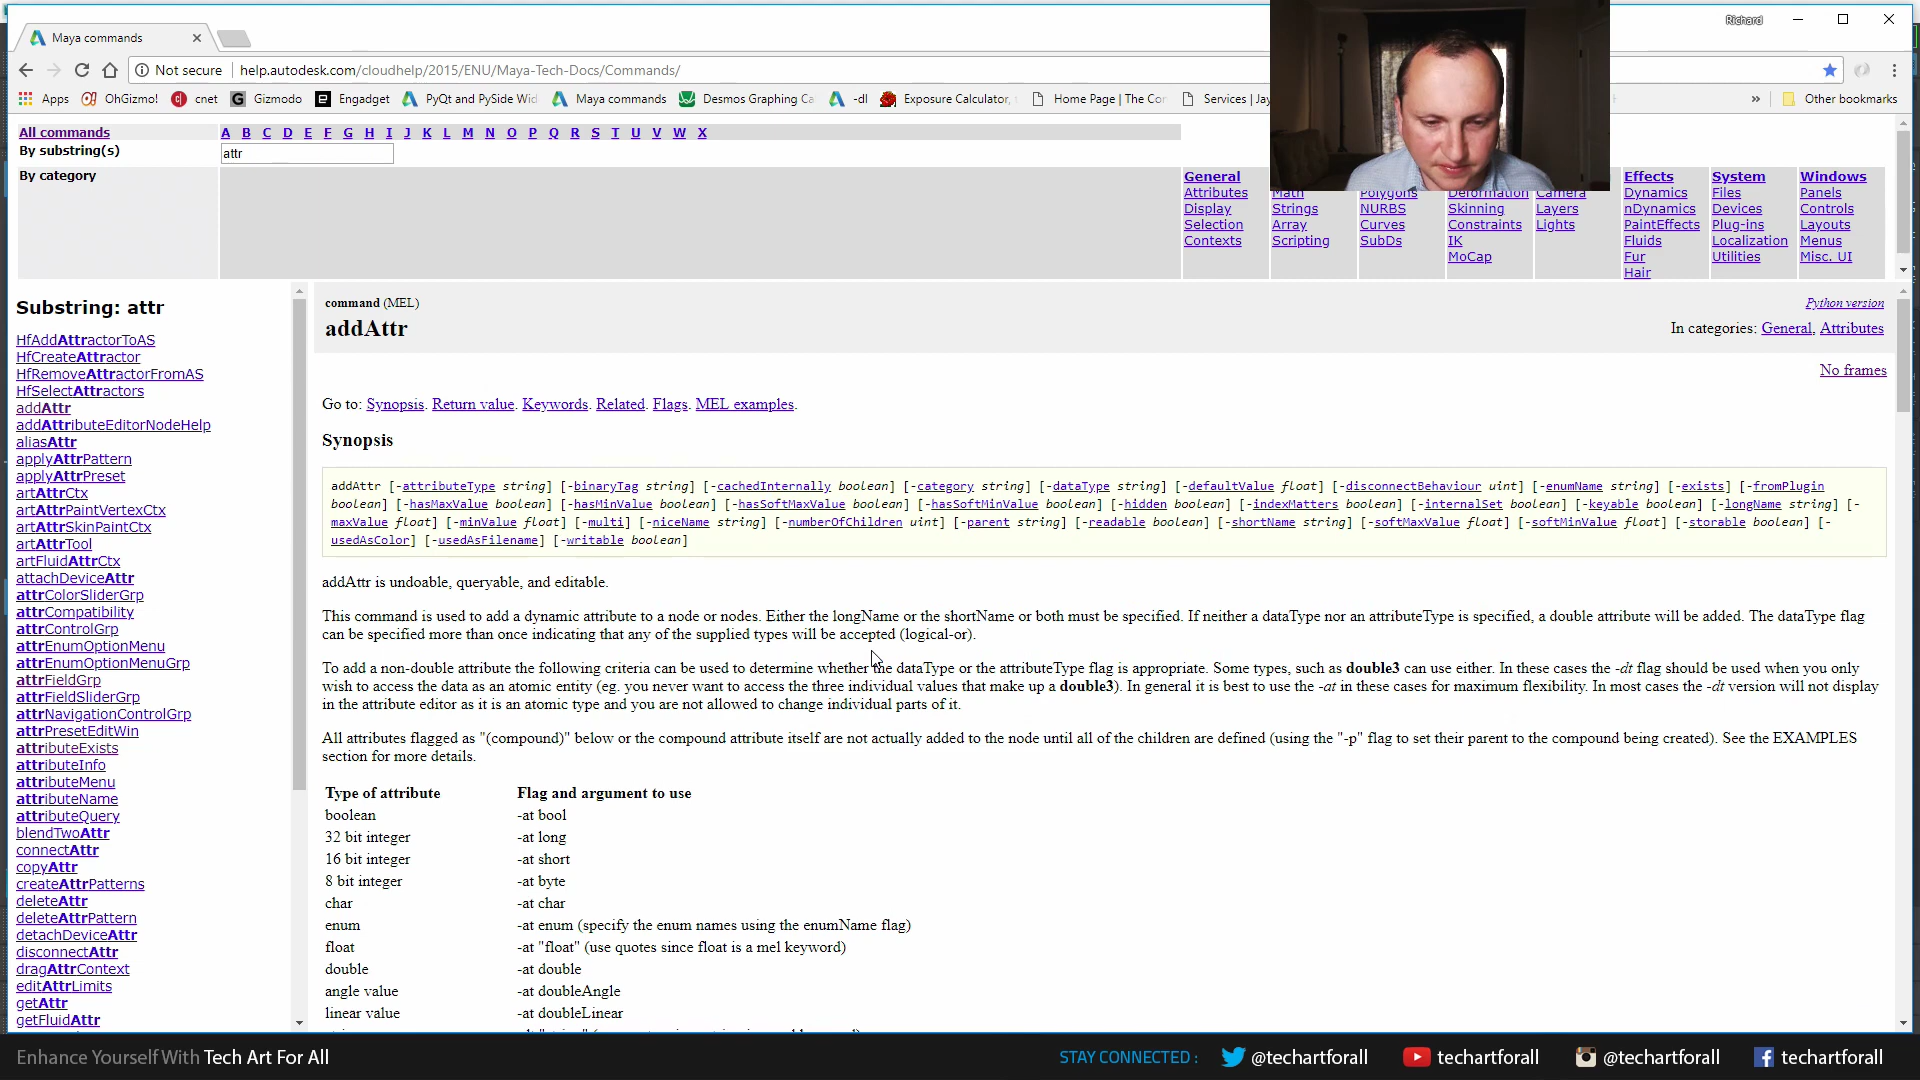 Richard
Maya commands
Not secure | help.autodesk.com/cloudhelp/2015/ENU/Maya-Tech-Docs/Commands/
Apps OhGizmo! cnet Gizmodo Engadget PyQt and PySide Wid Maya commands Desmos Graphing Ca -dl Exposure Calculator, Home Page | The Cor Services | Jay » Other bookmarks
All commands A B C D E F G H I J K L M N O P Q R S T U V W X
By substring(s) attr
By category
General
Attributes
Display
Selection
Contexts
Math
Strings
Array
Scripting
Polygons
NURBS
Curves
SubDs
Deformation
Skinning
Constraints
IK
MoCap
Camera
Layers
Lights
Effects
Dynamics
nDynamics
PaintEffects
Fluids
Fur
Hair
System
Files
Devices
Plug-ins
Localization
Utilities
Windows
Panels
Controls
Layouts
Menus
Misc. UI
Substring: attr
HfAddAttractorToAS
HfCreateAttractor
HfRemoveAttractorFromAS
HfSelectAttractors
addAttr
addAttributeEditorNodeHelp
aliasAttr
applyAttrPattern
applyAttrPreset
artAttrCtx
artAttrPaintVertexCtx
artAttrSkinPaintCtx
artAttrTool
artFluidAttrCtx
attachDeviceAttr
attrColorSliderGrp
attrCompatibility
attrControlGrp
attrEnumOptionMenu
attrEnumOptionMenuGrp
attrFieldGrp
attrFieldSliderGrp
attrNavigationControlGrp
attrPresetEditWin
attributeExists
attributeInfo
attributeMenu
attributeName
attributeQuery
blendTwoAttr
connectAttr
copyAttr
createAttrPatterns
deleteAttr
deleteAttrPattern
detachDeviceAttr
disconnectAttr
dragAttrContext
editAttrLimits
getAttr
getFluidAttr
command (MEL)
addAttr
Python version
In categories: General, Attributes
No frames
Go to: Synopsis. Return value. Keywords. Related. Flags. MEL examples.
Synopsis
addAttr [-attributeType string] [-binaryTag string] [-cachedInternally boolean] [-category string] [-dataType string] [-defaultValue float] [-disconnectBehaviour uint] [-enumName string] [-exists] [-fromPlugin
boolean] [-hasMaxValue boolean] [-hasMinValue boolean] [-hasSoftMaxValue boolean] [-hasSoftMinValue boolean] [-hidden boolean] [-indexMatters boolean] [-internalSet boolean] [-keyable boolean] [-longName string] [-
maxValue float] [-minValue float] [-multi] [-niceName string] [-numberOfChildren uint] [-parent string] [-readable boolean] [-shortName string] [-softMaxValue float] [-softMinValue float] [-storable boolean] [-
usedAsColor] [-usedAsFilename] [-writable boolean]
addAttr is undoable, queryable, and editable.
This command is used to add a dynamic attribute to a node or nodes. Either the longName or the shortName or both must be specified. If neither a dataType nor an attributeType is specified, a double attribute will be added. The dataType flag
can be specified more than once indicating that any of the supplied types will be accepted (logical-or).
To add a non-double attribute the following criteria can be used to determine whether the dataType or the attributeType flag is appropriate. Some types, such as double3 can use either. In these cases the -dt flag should be used when you only
wish to access the data as an atomic entity (eg. you never want to access the three individual values that make up a double3). In general it is best to use the -at in these cases for maximum flexibility. In most cases the -dt version will not display
in the attribute editor as it is an atomic type and you are not allowed to change individual parts of it.
All attributes flagged as "(compound)" below or the compound attribute itself are not actually added to the node until all of the children are defined (using the "-p" flag to set their parent to the compound being created). See the EXAMPLES
section for more details.
Type of attribute Flag and argument to use
boolean -at bool
32 bit integer -at long
16 bit integer -at short
8 bit integer -at byte
char -at char
enum -at enum (specify the enum names using the enumName flag)
float -at "float" (use quotes since float is a mel keyword)
double -at double
angle value -at doubleAngle
linear value -at doubleLinear
Enhance Yourself With Tech Art For All
STAY CONNECTED : @techartforall techartforall @techartforall techartforall